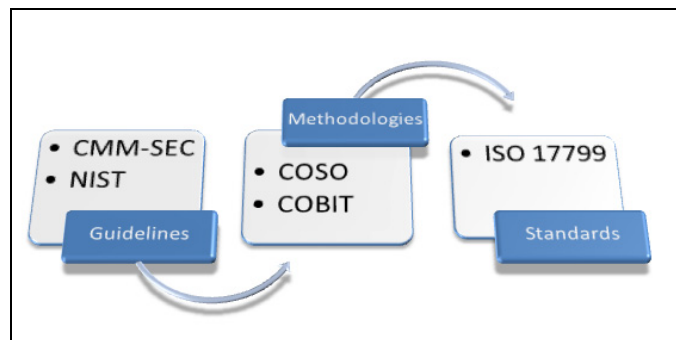 • CMM-SEC
• NIST
Guidelines
Methodologies
• COSO
• COBIT
• ISO 17799
Standards